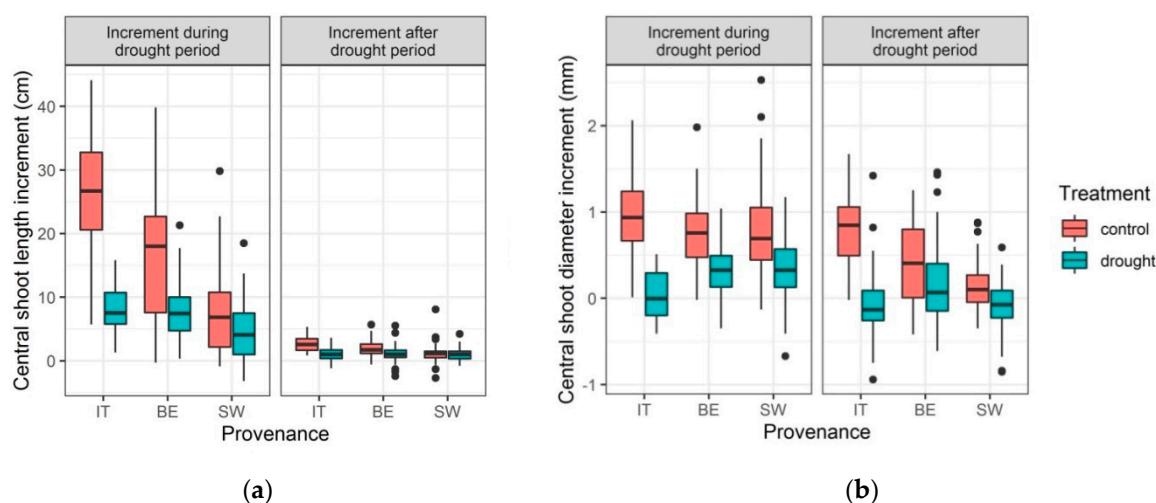 Increment during
drought period
Increment after
drought period
Central shoot length increment (cm)
40
30
20
10
0
IT BE SW
IT BE SW
Provenance
(a)
Increment during
drought period
Increment after
drought period
Central shoot diameter increment (mm)
2
1
0
-1
IT BE SW
IT BE SW
Provenance
(b)
Treatment
control
drought